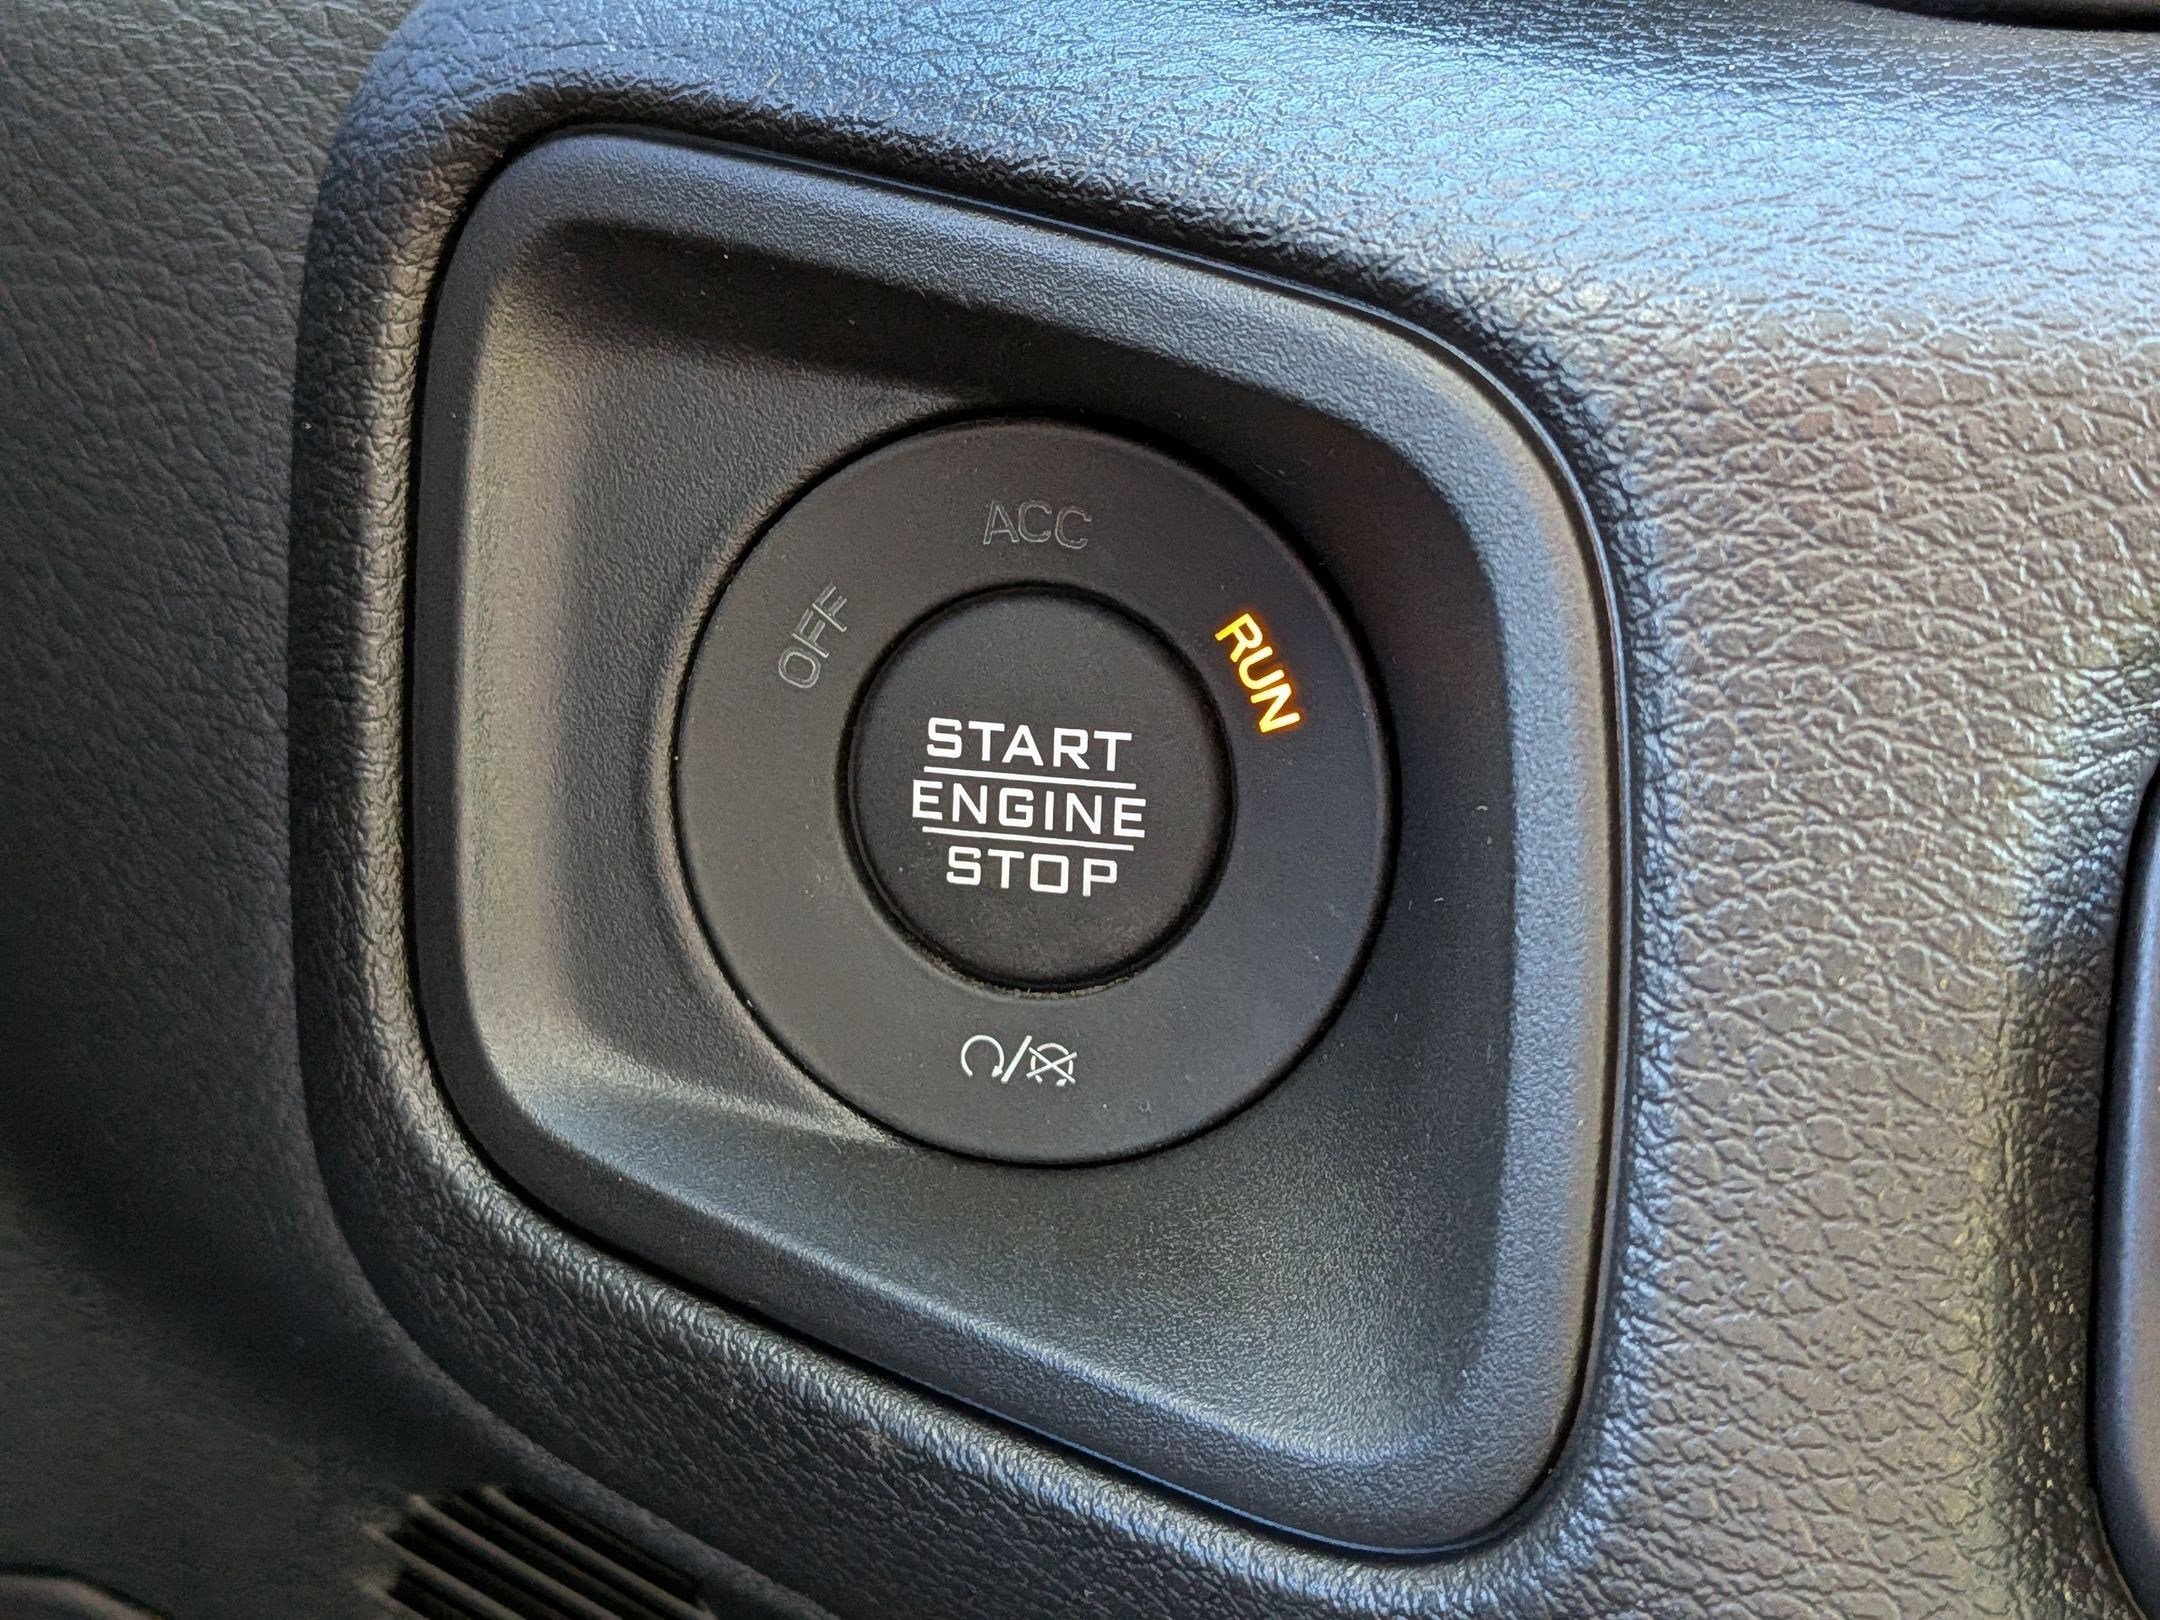 ACC
OFF
RUN
START
ENGINE
STOP